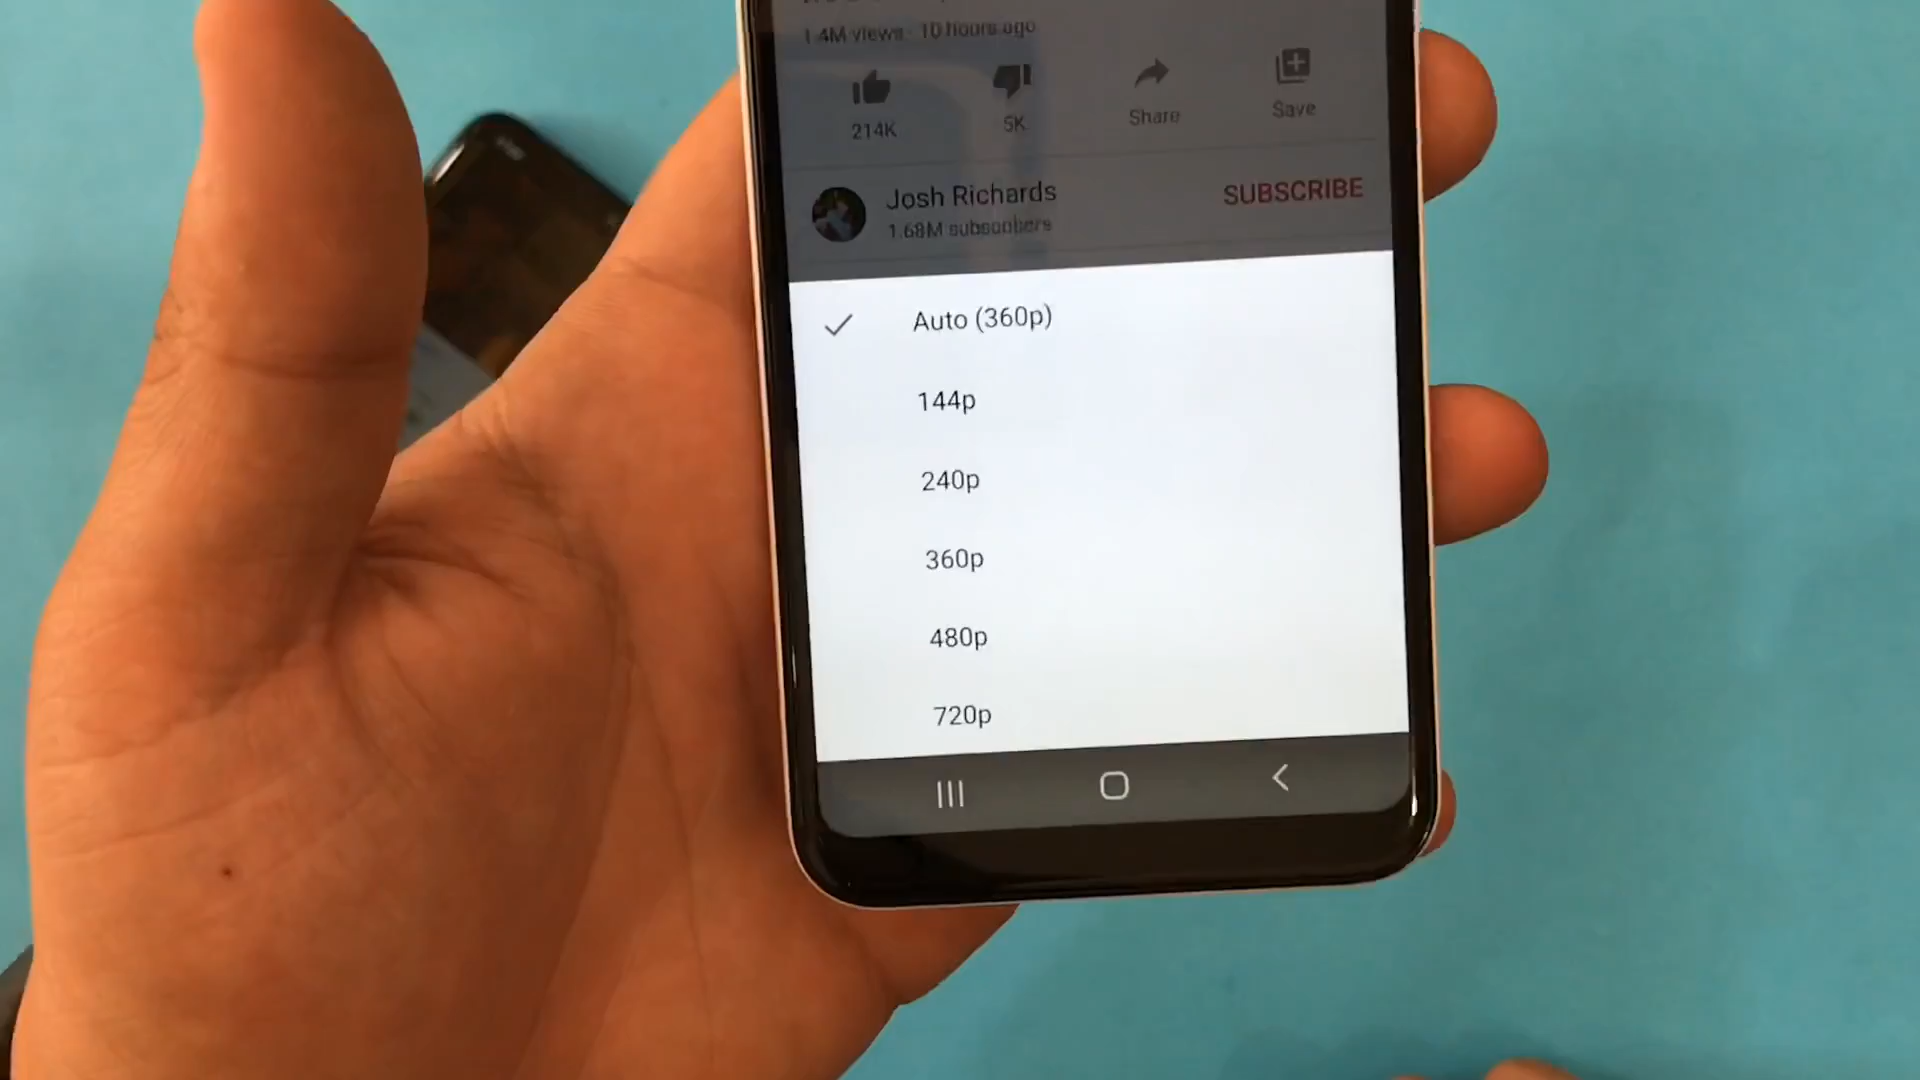 1.4M views · 10 hours ago
214K
5K
Share
Save
Josh Richards
1.68M subscribers
SUBSCRIBE
Auto (360p)
144p
240p
360p
480p
720p